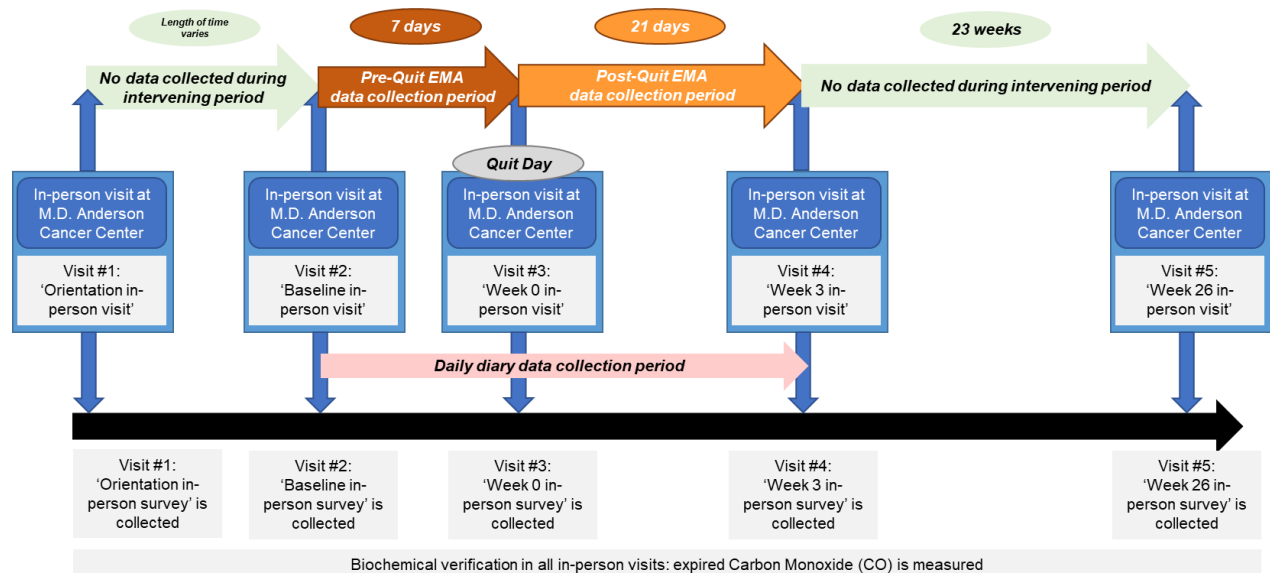 Length of time
varies
7 days
21 days
23 weeks
No data collected during
intervening period
Pre-Quit EMA
data collection period
Post-Quit EMA
data collection period
No data collected during intervening period
Quit Day
In-person visit at
M.D. Anderson
Cancer Center
In-person visit at
M.D. Anderson
Cancer Center
In-person visit at
M.D. Anderson
Cancer Center
In-person visit at
M.D. Anderson
Cancer Center
In-person visit at
M.D. Anderson
Cancer Center
Visit #1:
‘Orientation in-
person visit’
Visit #2:
‘Baseline in-
person visit’
Visit #3:
‘Week 0 in-
person visit’
Visit #4:
‘Week 3 in-
person visit’
Visit #5:
‘Week 26 in-
person visit’
Daily diary data collection period
Visit #1:
‘Orientation in-
person survey’ is
collected
Visit #2:
‘Baseline in-
person survey’ is
collected
Visit #3:
‘Week 0 in-
person survey’ is
collected
Visit #4:
‘Week 3 in-
person survey’ is
collected
Visit #5:
‘Week 26 in-
person survey’ is
collected
Biochemical verification in all in-person visits: expired Carbon Monoxide (CO) is measured